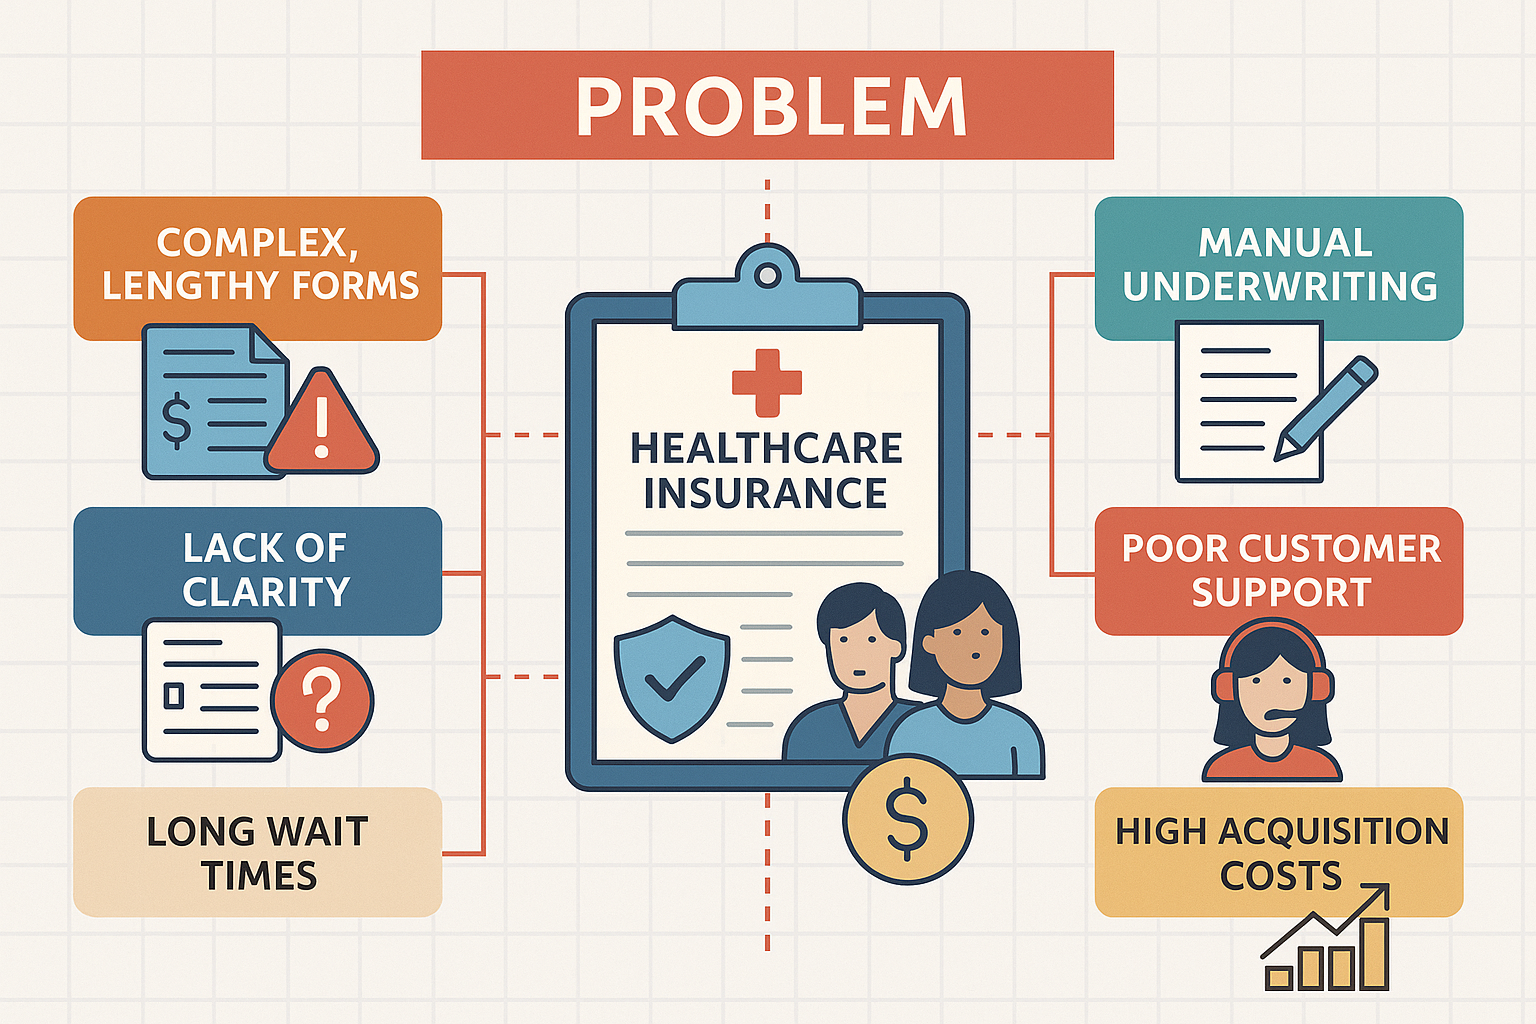 PROBLEM
COMPLEX,
LENGTHY FORMS
$
!
LACK OF
CLARITY
?
LONG WAIT
TIMES
HEALTHCARE
INSURANCE
$
MANUAL
UNDERWRITING
POOR CUSTOMER
SUPPORT
HIGH ACQUISITION
COSTS